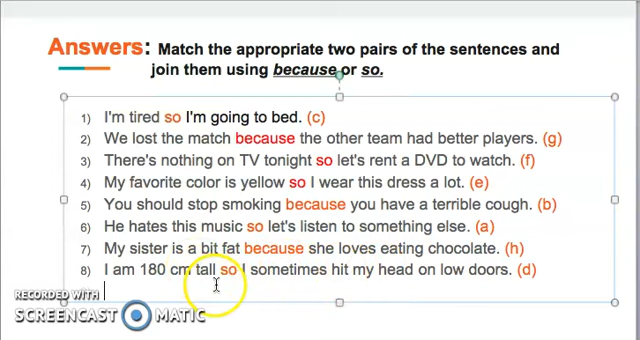 Answers: Match the appropriate two pairs of the sentences and
join them using because or so.
1) I'm tired so I'm going to bed. (c)
2) We lost the match because the other team had better players. (g)
3) There's nothing on TV tonight so let's rent a DVD to watch. (f)
4) My favorite color is yellow so I wear this dress a lot. (e)
5) You should stop smoking because you have a terrible cough. (b)
6) He hates this music so let's listen to something else. (a)
7) My sister is a bit fat because she loves eating chocolate. (h)
8) I am 180 cm tall so I sometimes hit my head on low doors. (d)
RECORDED WITH
SCREENCAST MATIC